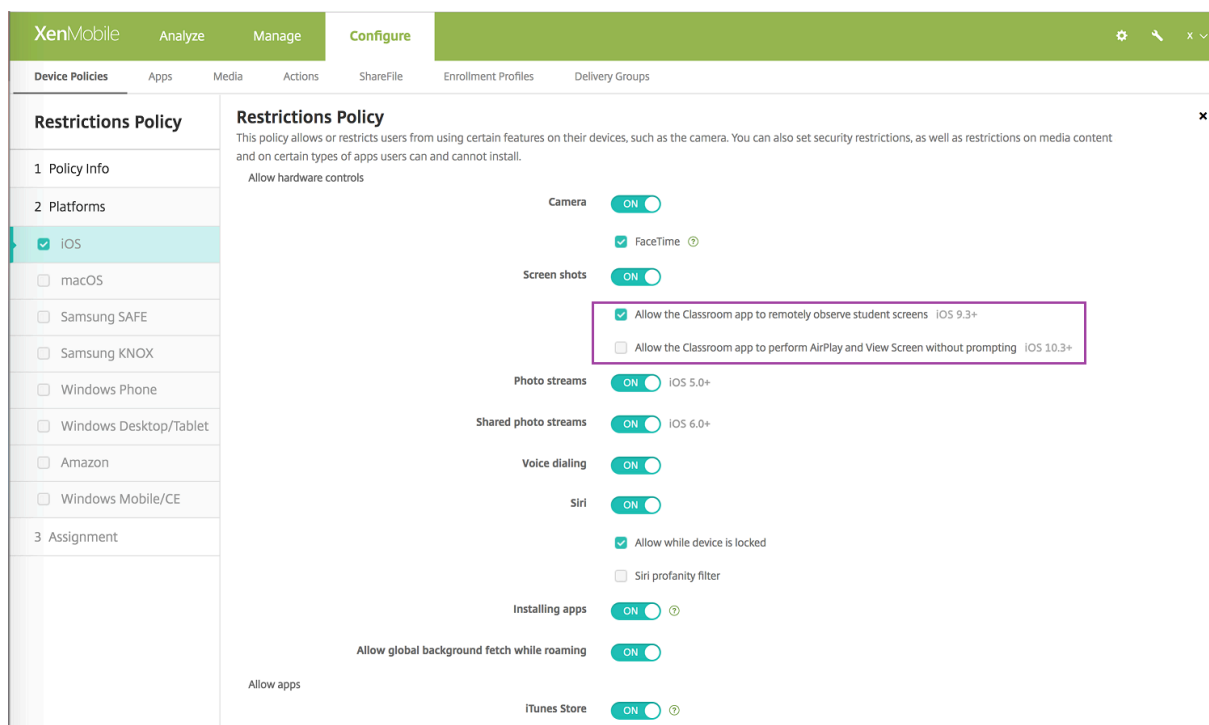 XenMobile Analyze Manage Configure x
Device Policies Apps Media Actions ShareFile Enrollment Profiles Delivery Groups
Restrictions Policy
1 Policy Info
2 Platforms
iOS
macOS
Samsung SAFE
Samsung KNOX
Windows Phone
Windows Desktop/Tablet
Amazon
Windows Mobile/CE
3 Assignment
Restrictions Policy
This policy allows or restricts users from using certain features on their devices, such as the camera. You can also set security restrictions, as well as restrictions on media content
and on certain types of apps users can and cannot install.
Allow hardware controls
Camera ON
FaceTime ?
Screen shots ON
Allow the Classroom app to remotely observe student screens iOS 9.3+
Allow the Classroom app to perform AirPlay and View Screen without prompting iOS 10.3+
Photo streams ON iOS 5.0+
Shared photo streams ON iOS 6.0+
Voice dialing ON
Siri ON
Allow while device is locked
Siri profanity filter
Installing apps ON ?
Allow global background fetch while roaming ON
Allow apps
iTunes Store ON ?